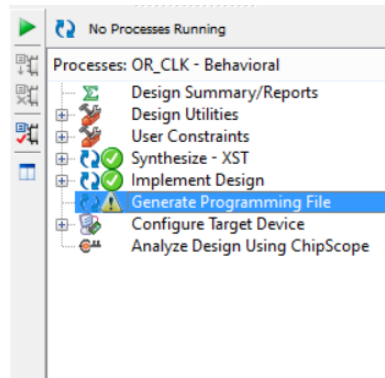 No Processes Running
Processes: OR_CLK - Behavioral
Design Summary/Reports
Design Utilities
User Constraints
Synthesize - XST
Implement Design
Generate Programming File
Configure Target Device
Analyze Design Using ChipScope